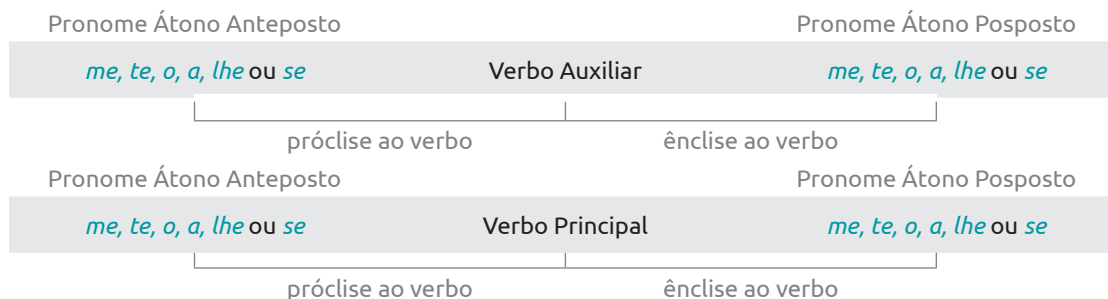 Pronome Átono Anteposto Pronome Átono Posposto
me, te, o, a, lhe ou se Verbo Auxiliar me, te, o, a, lhe ou se
próclise ao verbo ênclise ao verbo
Pronome Átono Anteposto Pronome Átono Posposto
me, te, o, a, lhe ou se Verbo Principal me, te, o, a, lhe ou se
próclise ao verbo ênclise ao verbo